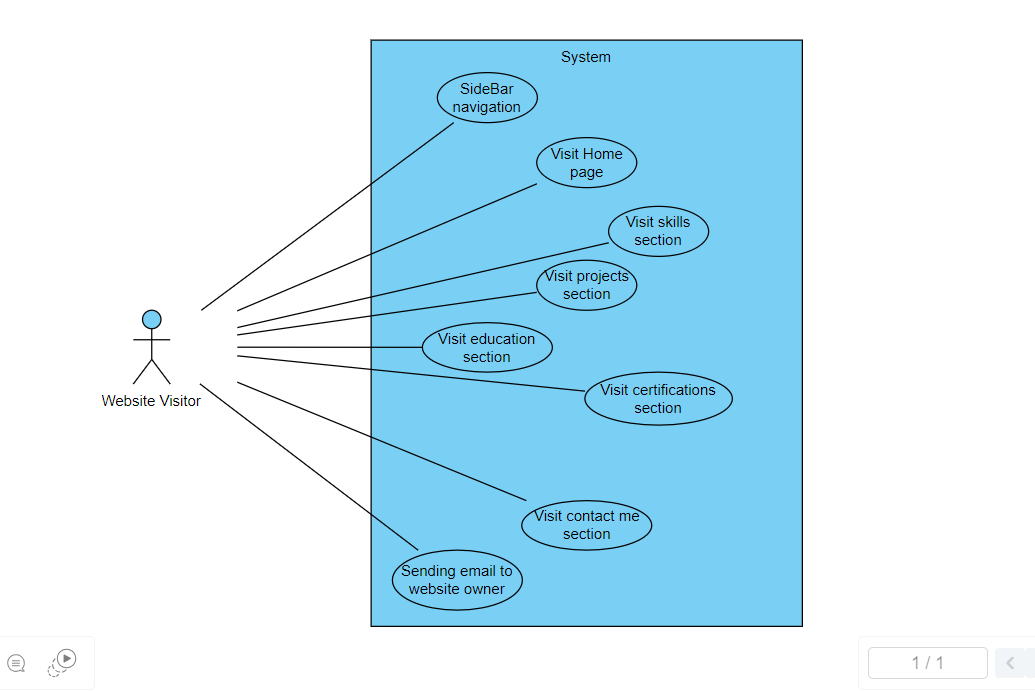 System
SideBar
navigation
Visit Home
page
Visit skills
section
Visit projects
section
Visit education
section
Visit certifications
section
Website Visitor
Visit contact me
section
Sending email to
website owner
1 / 1